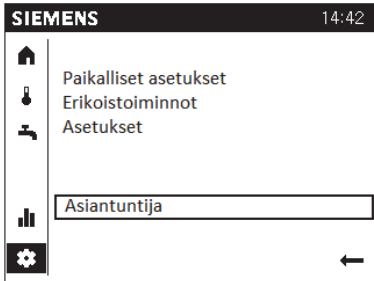 SIEMENS 14:42
Paikalliset asetukset
Erikoistoiminnot
Asetukset
Asiantuntija